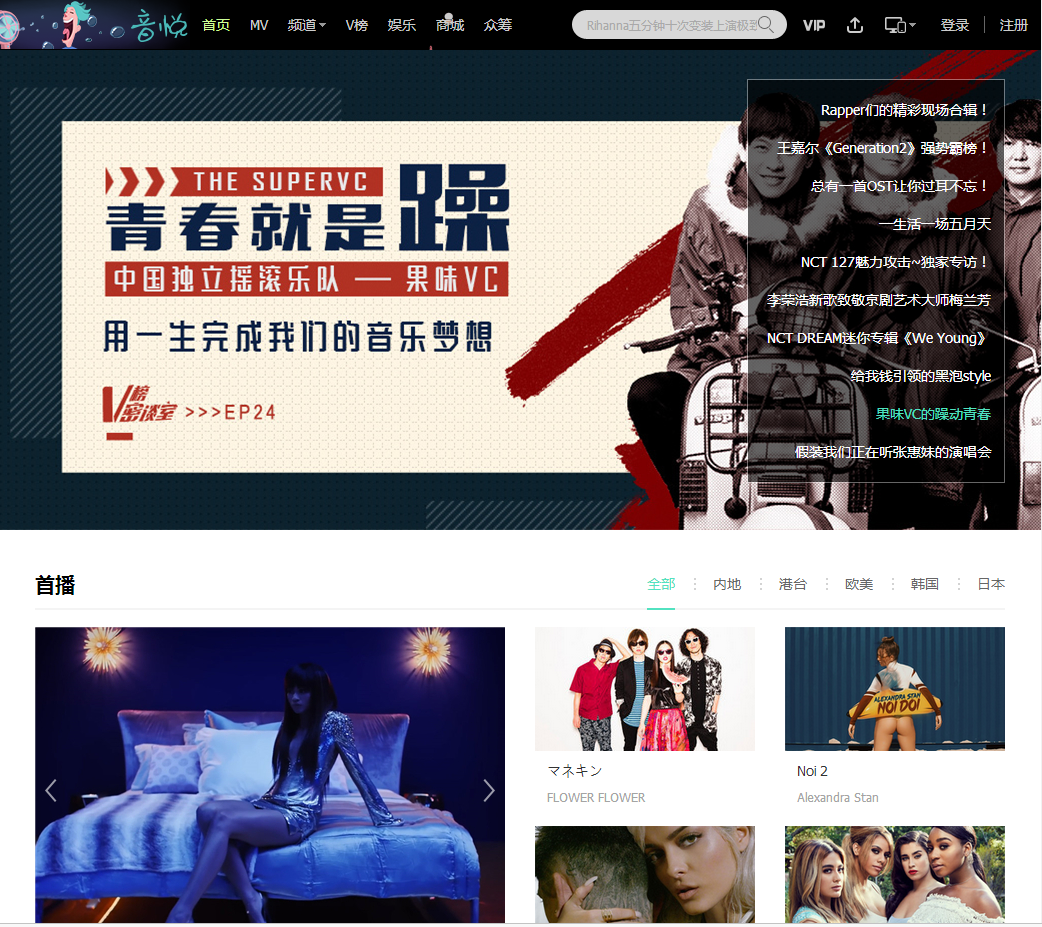 音悦
首页
MV
频道
V榜
娱乐
商城
众筹
Rihanna五分钟十次变装上演极致
VIP
登录
注册
THE SUPERVC
青春就是躁
中国独立摇滚乐队 — 果味VC
用一生完成我们的音乐梦想
V榜密谈室 >>>EP24
Rapper们的精彩现场合辑！
王嘉尔《Generation2》强势霸榜！
总有一首OST让你过耳不忘！
一生活一场五月天
NCT 127魅力攻击~独家专访！
李荣浩新歌致敬京剧艺术大师梅兰芳
NCT DREAM迷你专辑《We Young》
给我钱引领的黑泡style
果味VC的躁动青春
假装我们正在听张惠妹的演唱会
首播
全部
内地
港台
欧美
韩国
日本
ALEXANDRA STAN
NOI DOI
マネキン
Noi 2
FLOWER FLOWER
Alexandra Stan